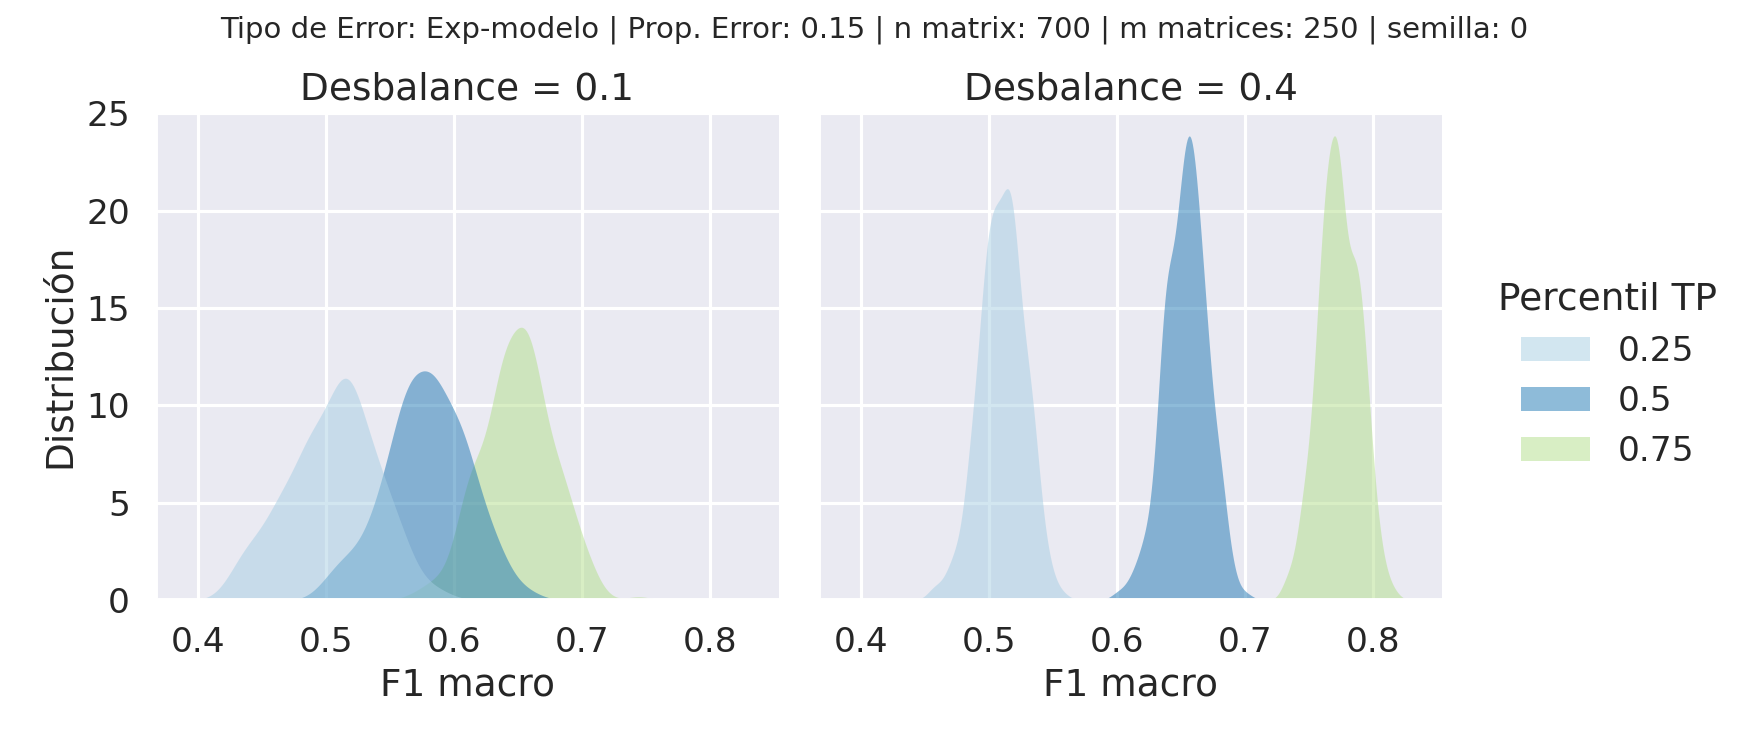 Tipo de Error: Exp-modelo | Prop. Error: 0.15 | n matrix: 700 | m matrices: 250 | semilla: 0
Desbalance = 0.1
Desbalance = 0.4
25
20
15
10
5
0
Distribución
0.4 0.5 0.6 0.7 0.8
F1 macro
0.4 0.5 0.6 0.7 0.8
F1 macro
Percentil TP
0.25
0.5
0.75